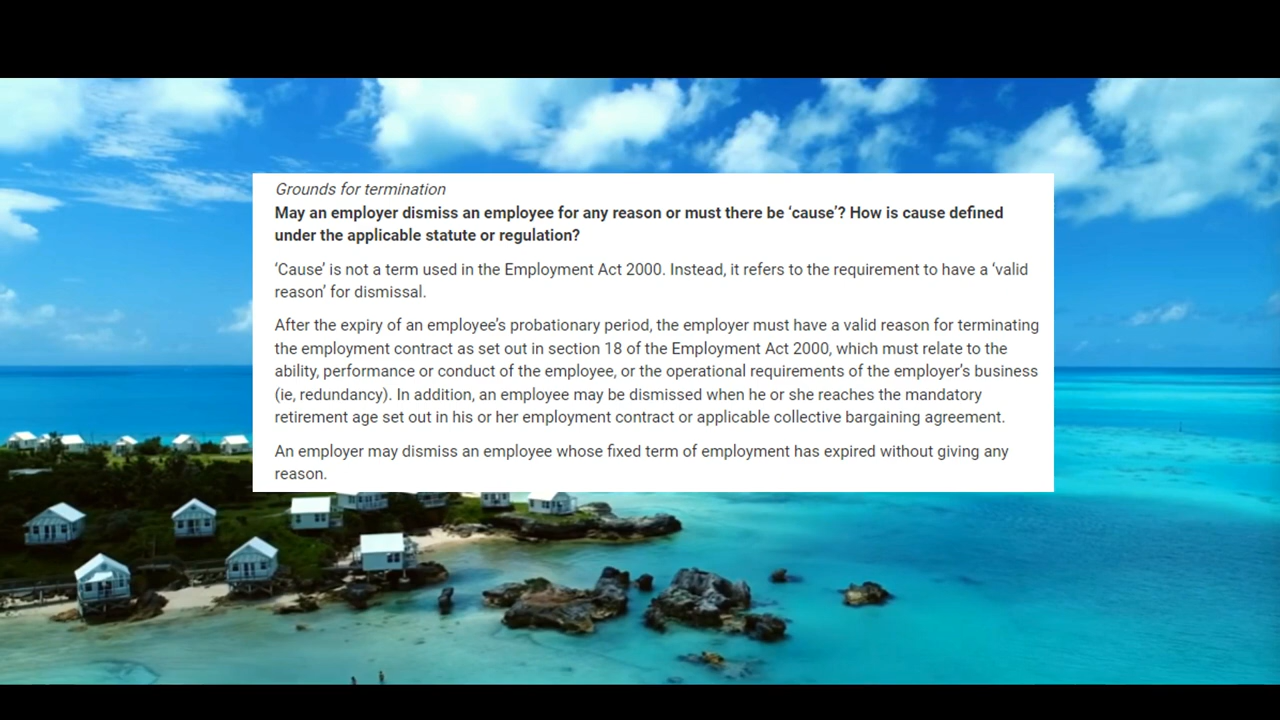 Grounds for termination
May an employer dismiss an employee for any reason or must there be ‘cause’? How is cause defined
under the applicable statute or regulation?
‘Cause’ is not a term used in the Employment Act 2000. Instead, it refers to the requirement to have a ‘valid
reason’ for dismissal.
After the expiry of an employee’s probationary period, the employer must have a valid reason for terminating
the employment contract as set out in section 18 of the Employment Act 2000, which must relate to the
ability, performance or conduct of the employee, or the operational requirements of the employer’s business
(ie, redundancy). In addition, an employee may be dismissed when he or she reaches the mandatory
retirement age set out in his or her employment contract or applicable collective bargaining agreement.
An employer may dismiss an employee whose fixed term of employment has expired without giving any
reason.